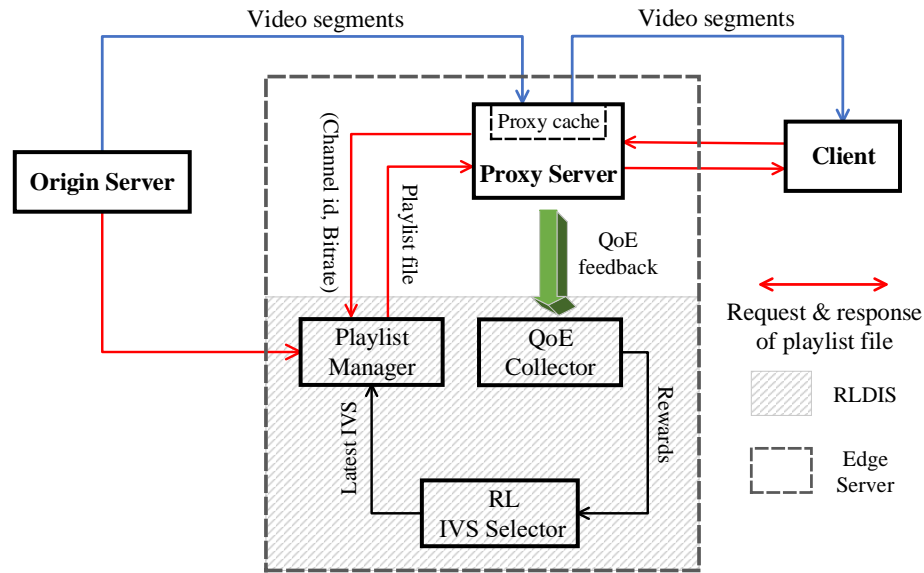 Video segments
Video segments
Proxy cache
Proxy Server
Origin Server
Client
(Channel id, Bitrate)
Playlist file
QoE
feedback
Request & response
of playlist file
Playlist
Manager
QoE
Collector
RLDIS
Latest IVS
Rewards
RL
IVS Selector
Edge
Server